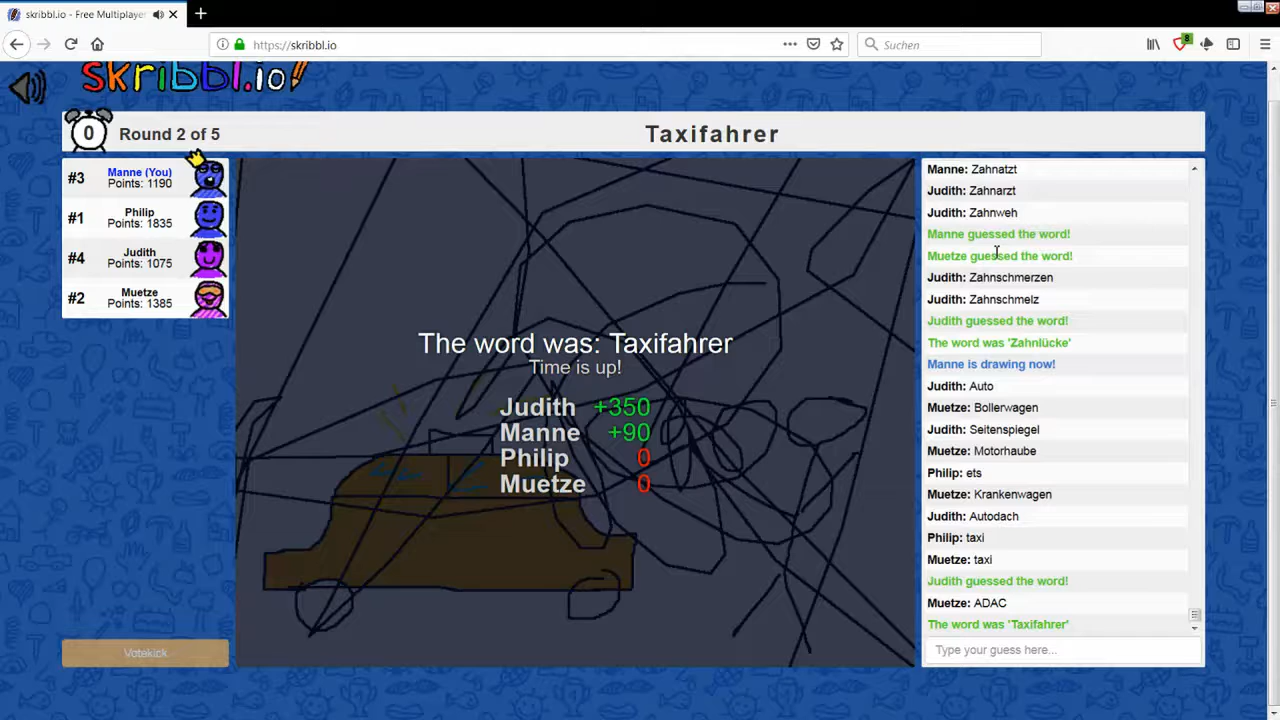 skribbl.io - Free Multiplayer
https://skribbl.io
Suchen
8
skribbl.io!
0
Round 2 of 5
Taxifahrer
#3
Manne (You)
Points: 1190
#1
Philip
Points: 1835
#4
Judith
Points: 1075
#2
Muetze
Points: 1385
Votekick
The word was: Taxifahrer
Time is up!
Judith +350
Manne +90
Philip 0
Muetze 0
Manne: Zahnatzt
Judith: Zahnarzt
Judith: Zahnweh
Manne guessed the word!
Muetze guessed the word!
Judith: Zahnschmerzen
Judith: Zahnschmelz
Judith guessed the word!
The word was 'Zahnlücke'
Manne is drawing now!
Judith: Auto
Muetze: Bollerwagen
Judith: Seitenspiegel
Muetze: Motorhaube
Philip: ets
Muetze: Krankenwagen
Judith: Autodach
Philip: taxi
Muetze: taxi
Judith guessed the word!
Muetze: ADAC
The word was 'Taxifahrer'
Type your guess here...